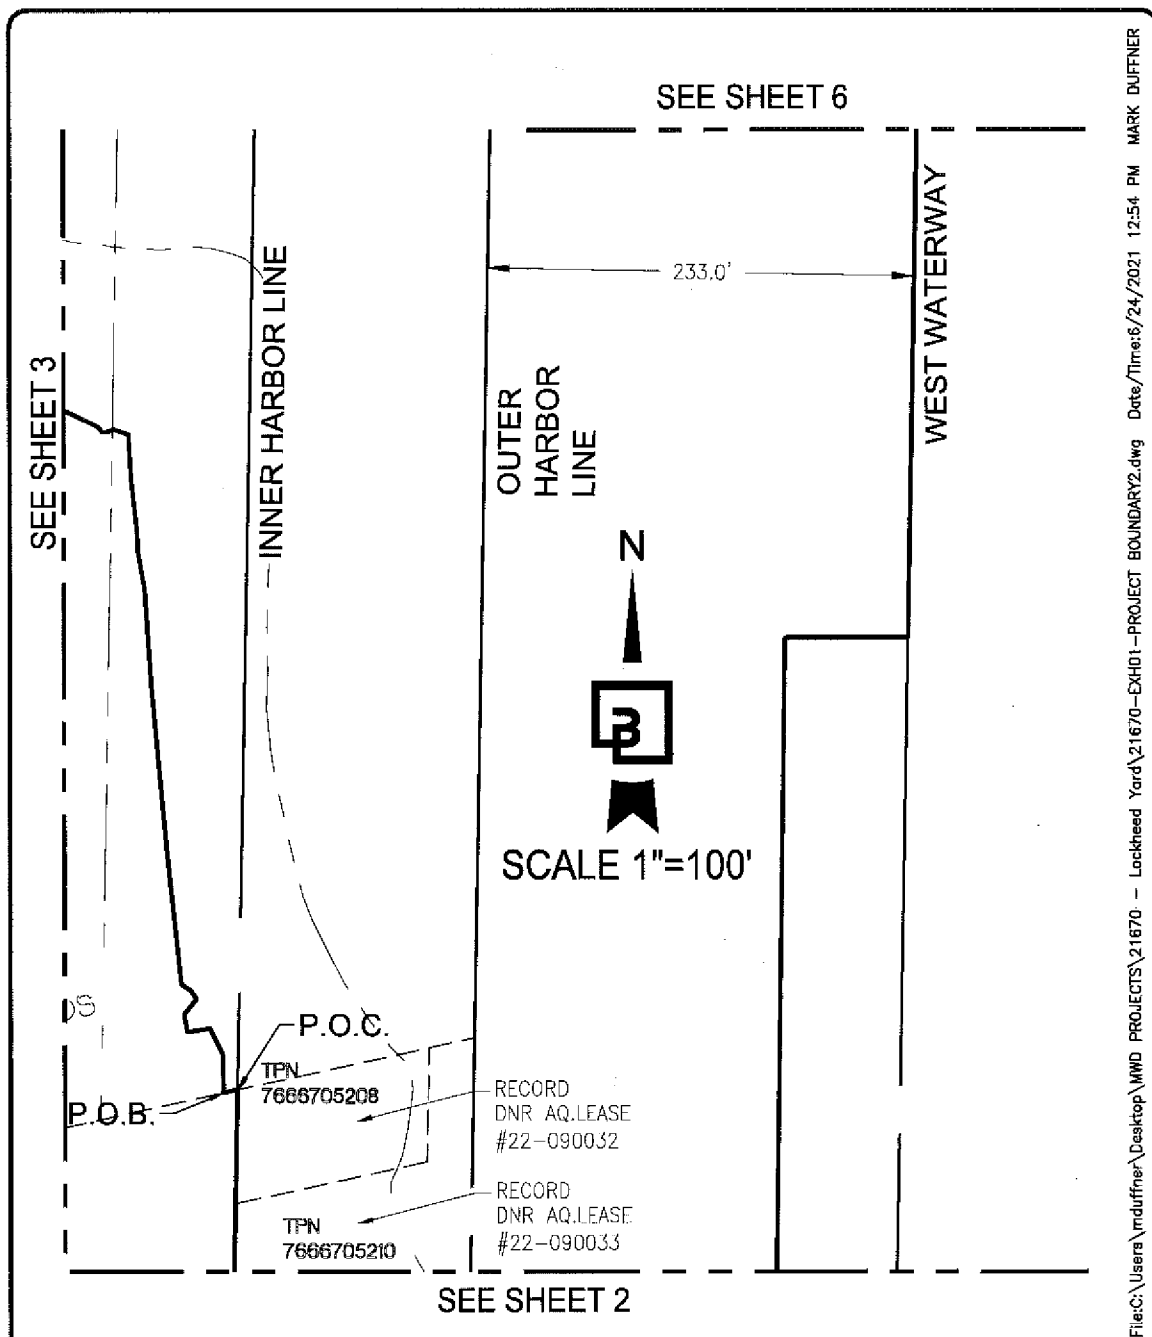 SEE SHEET 6
WEST WATERWAY
233.0'
INNER HARBOR LINE
OUTER
HARBOR
LINE
SEE SHEET 3
N
SCALE 1"=100'
P.O.C.
P.O.B.
TPN
7666705208
RECORD
DNR AQ.LEASE
#22-090032
RECORD
DNR AQ.LEASE
#22-090033
TPN
7666705210
SEE SHEET 2
File:C:\Users\mduffner\Desktop\MWD PROJECTS\21670 - Lockheed Yard\21670-EXH01-PROJECT BOUNDARY2.dwg Date/Time:6/24/2021 12:54 PM MARK DUFFNER